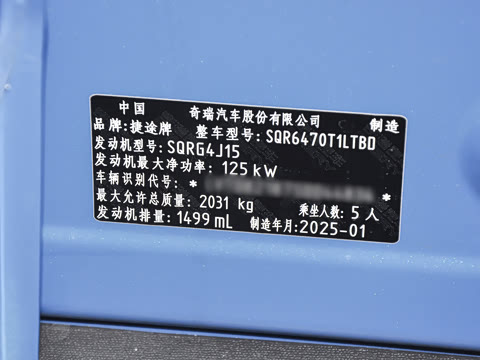 中国 奇瑞汽车股份有限公司 制造
品牌:捷途牌 整车型号:SQR6470T1LTBD
发动机型号:SQRG4J15
发动机最大净功率:125kW
车辆识别代号:* *
最大允许总质量:2031 kg 乘坐人数:5人
发动机排量:1499 mL 制造年月:2025-01